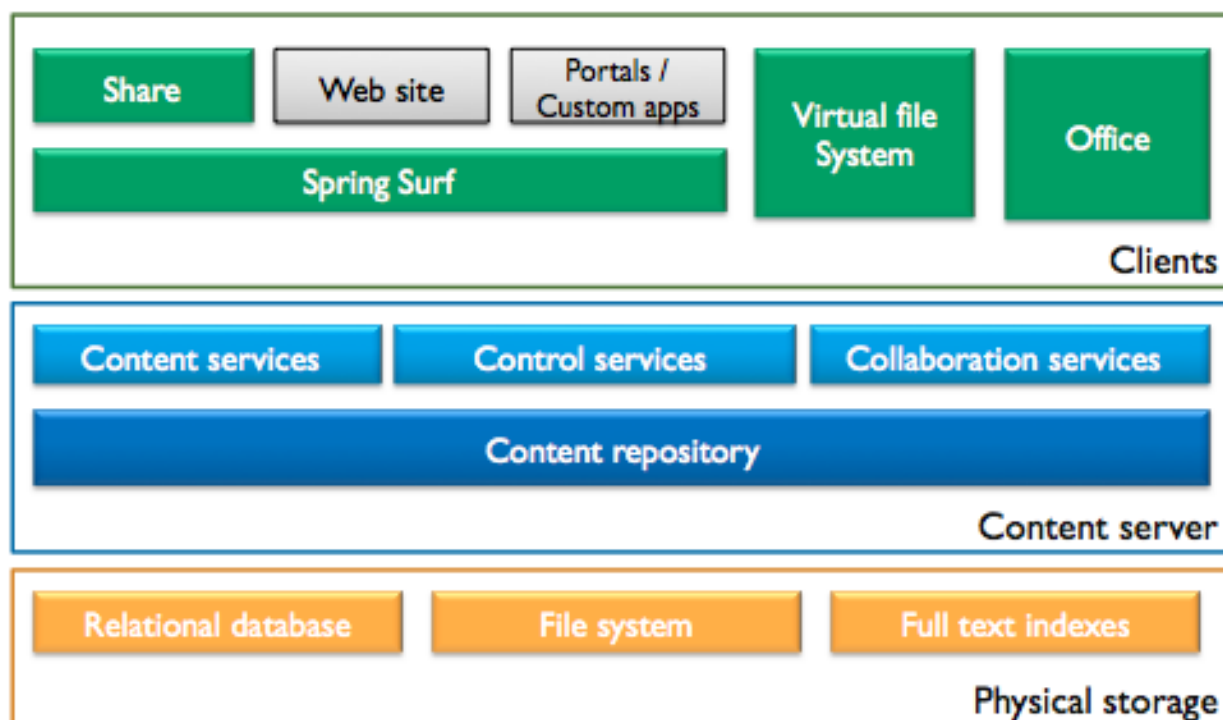 Share
Web site
Portals /
Custom apps
Virtual file
System
Office
Spring Surf
Clients
Content services
Control services
Collaboration services
Content repository
Content server
Relational database
File system
Full text indexes
Physical storage